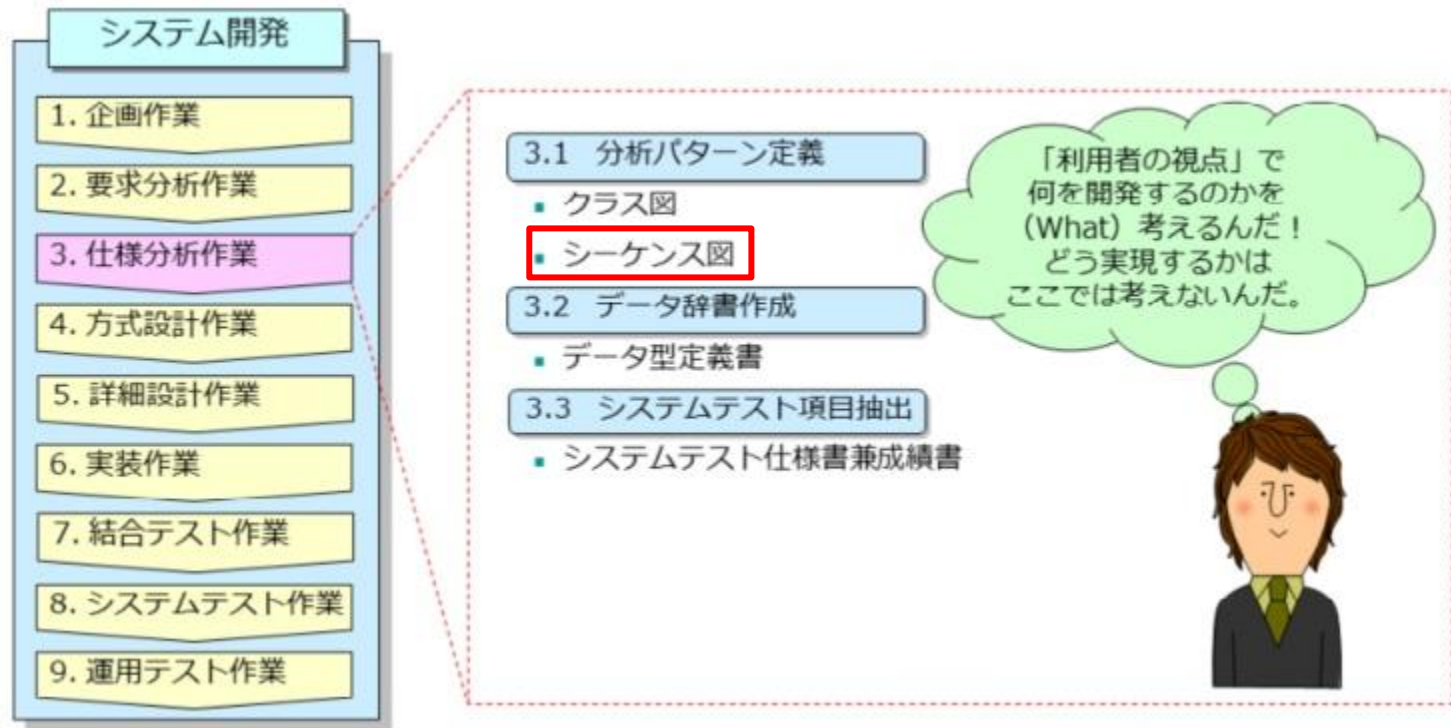 システム開発
1. 企画作業
2. 要求分析作業
3. 仕様分析作業
4. 方式設計作業
5. 詳細設計作業
6. 実装作業
7. 結合テスト作業
8. システムテスト作業
9. 運用テスト作業
3.1 分析パターン定義
▪ クラス図
▪ シーケンス図
3.2 データ辞書作成
▪ データ型定義書
3.3 システムテスト項目抽出
▪ システムテスト仕様書兼成績書
「利用者の視点」で
何を開発するのかを
（What）考えるんだ！
どう実現するかは
ここでは考えないんだ。